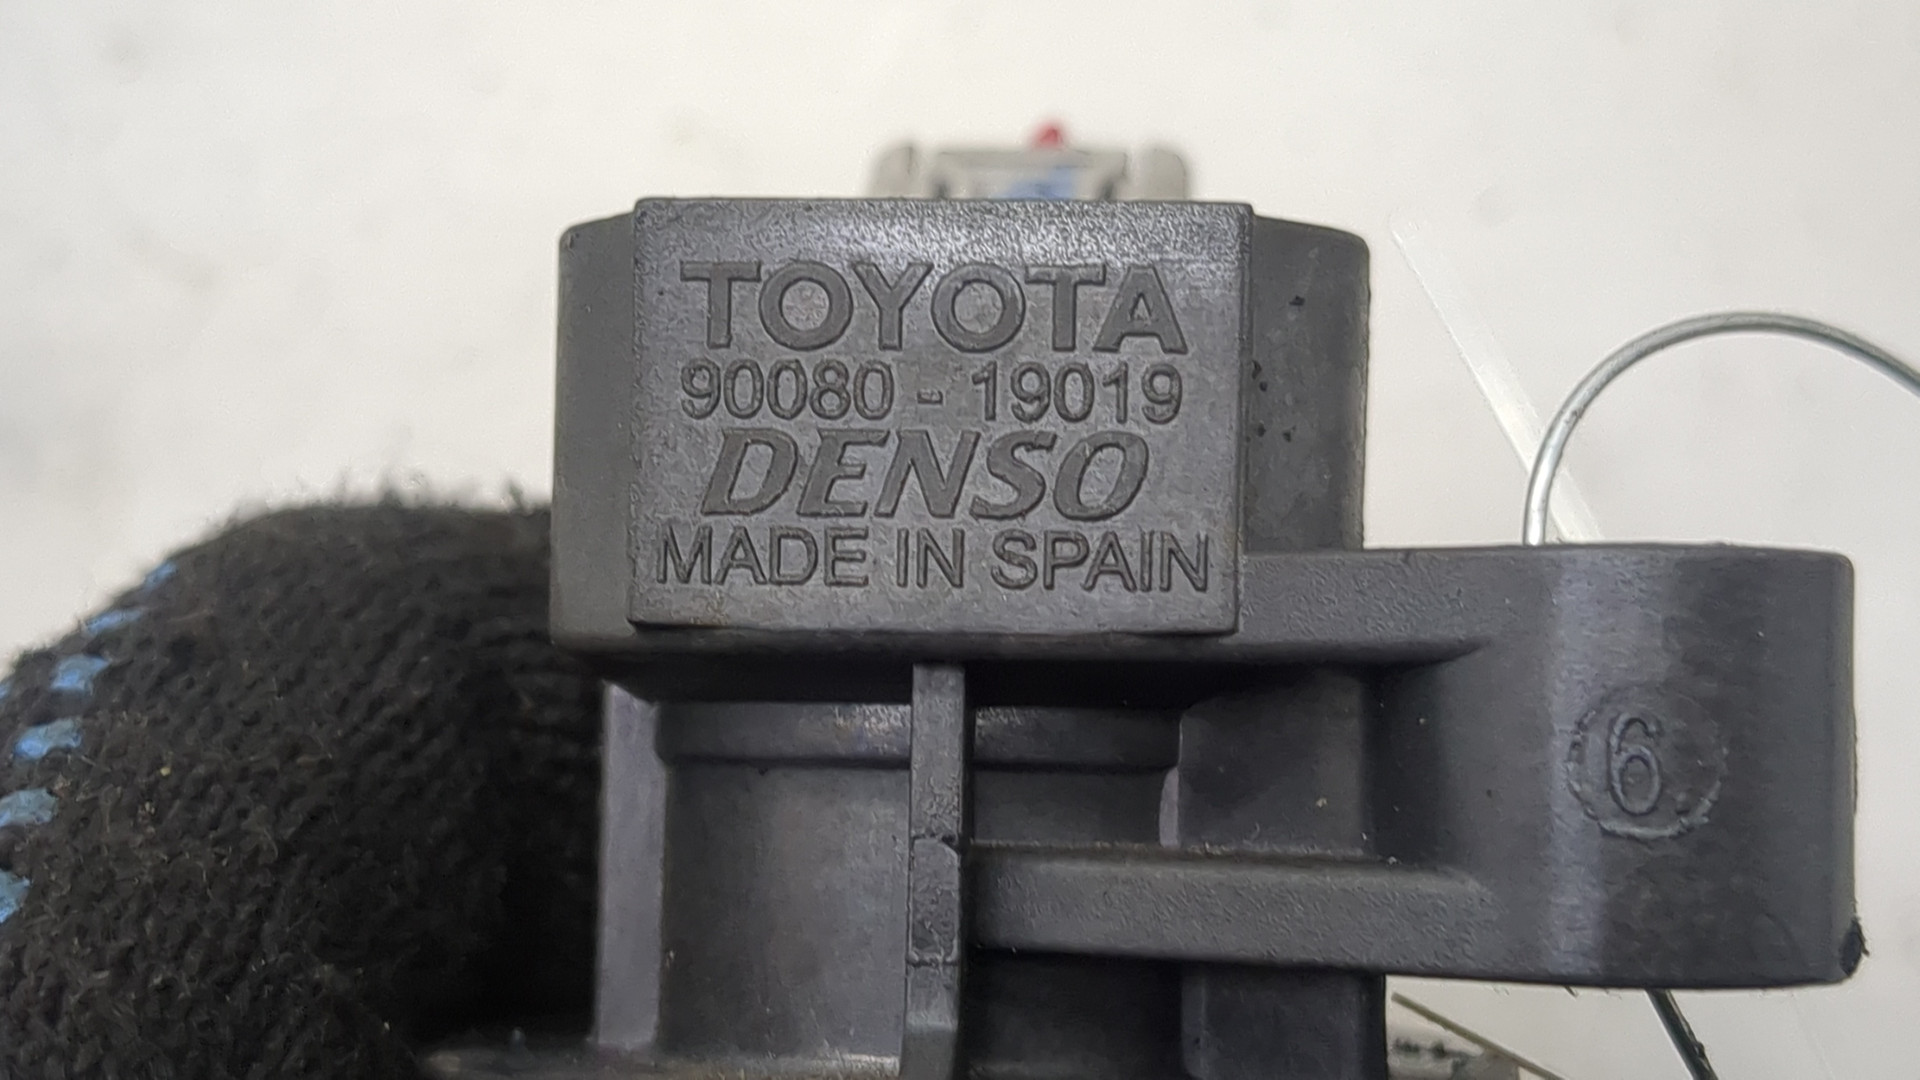 TOYOTA
90080 - 19019
DENSO
MADE IN SPAIN
6